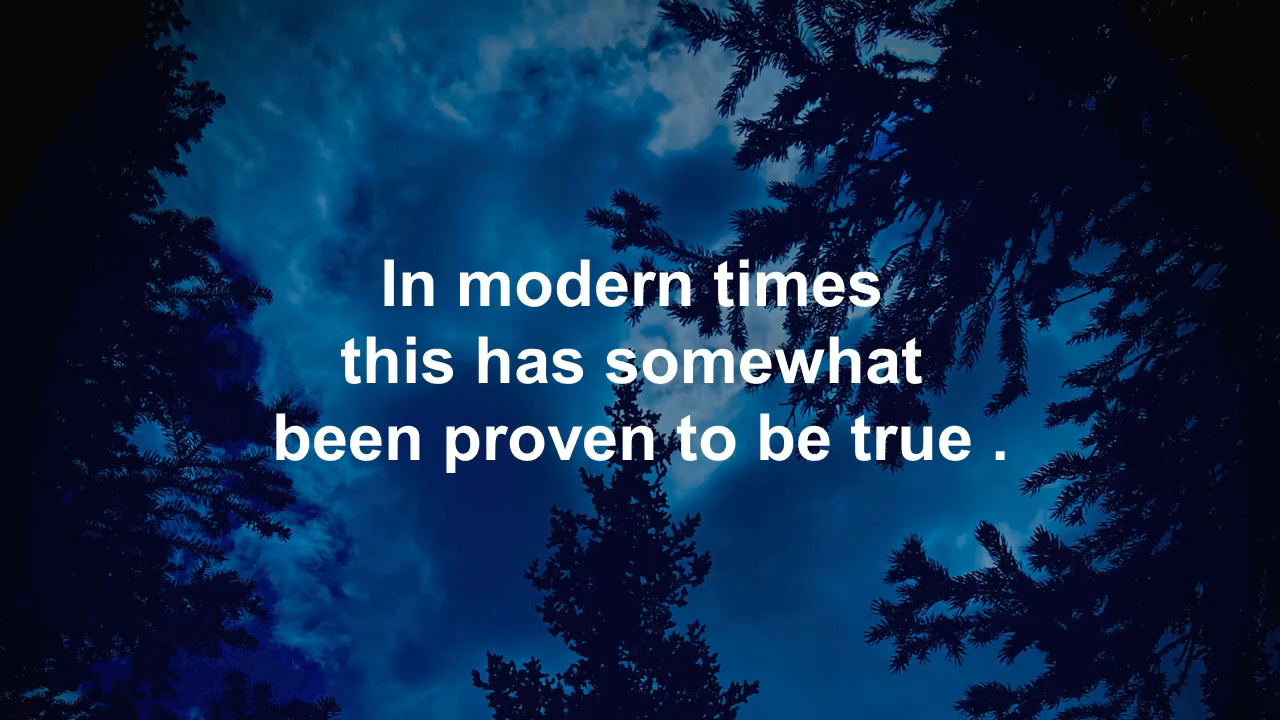 In modern times
this has somewhat
been proven to be true .